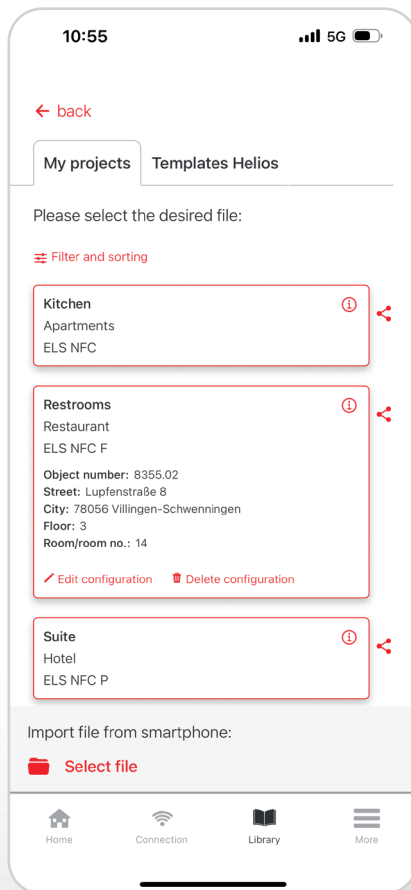 10:55
5G
← back
My projects
Templates Helios
Please select the desired file:
Filter and sorting
Kitchen
Apartments
ELS NFC
Restrooms
Restaurant
ELS NFC F
Object number: 8355.02
Street: Lupfenstraße 8
City: 78056 Villingen-Schwenningen
Floor: 3
Room/room no.: 14
Edit configuration
Delete configuration
Suite
Hotel
ELS NFC P
Import file from smartphone:
Select file
Home
Connection
Library
More